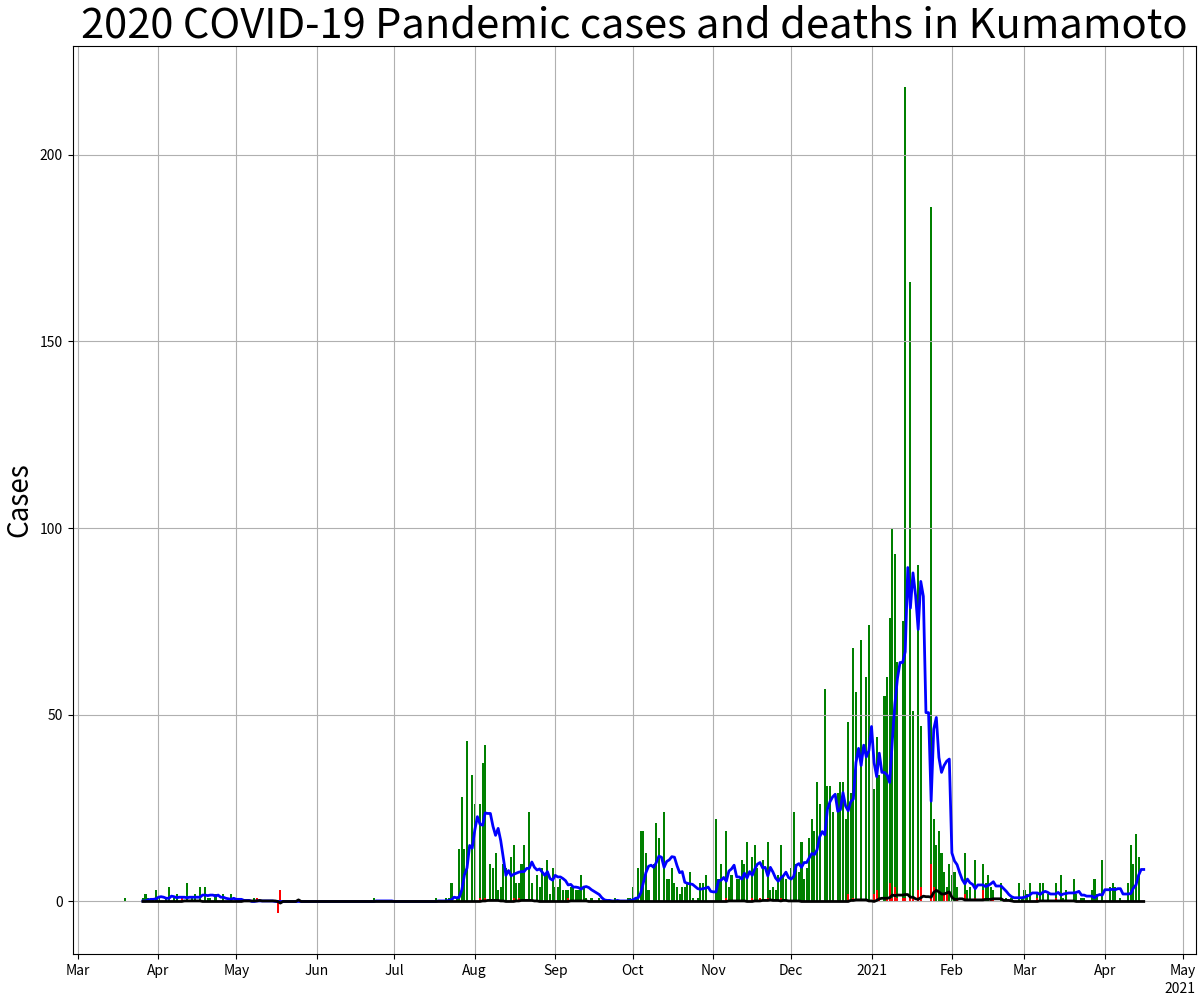 2020 COVID-19 Pandemic cases and deaths in Kumamoto
Cases
200
150
100
50
0
Mar Apr May Jun Jul Aug Sep Oct Nov Dec 2021 Feb Mar Apr May
2021